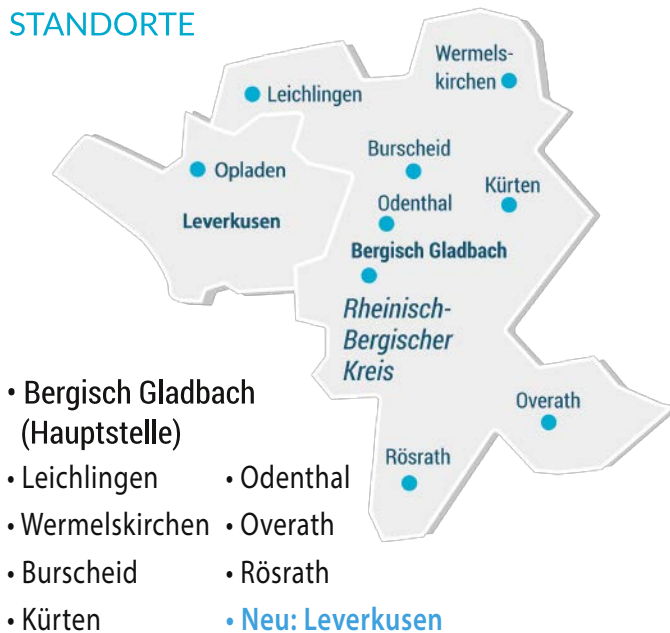 STANDORTE
Wermels-
kirchen
Leichlingen
Burscheid
Opladen
Kürten
Odenthal
Leverkusen
Bergisch Gladbach
Rheinisch-
Bergischer
Kreis
Overath
Rösrath
• Bergisch Gladbach
(Hauptstelle)
• Leichlingen
• Wermelskirchen
• Burscheid
• Kürten
• Odenthal
• Overath
• Rösrath
• Neu: Leverkusen